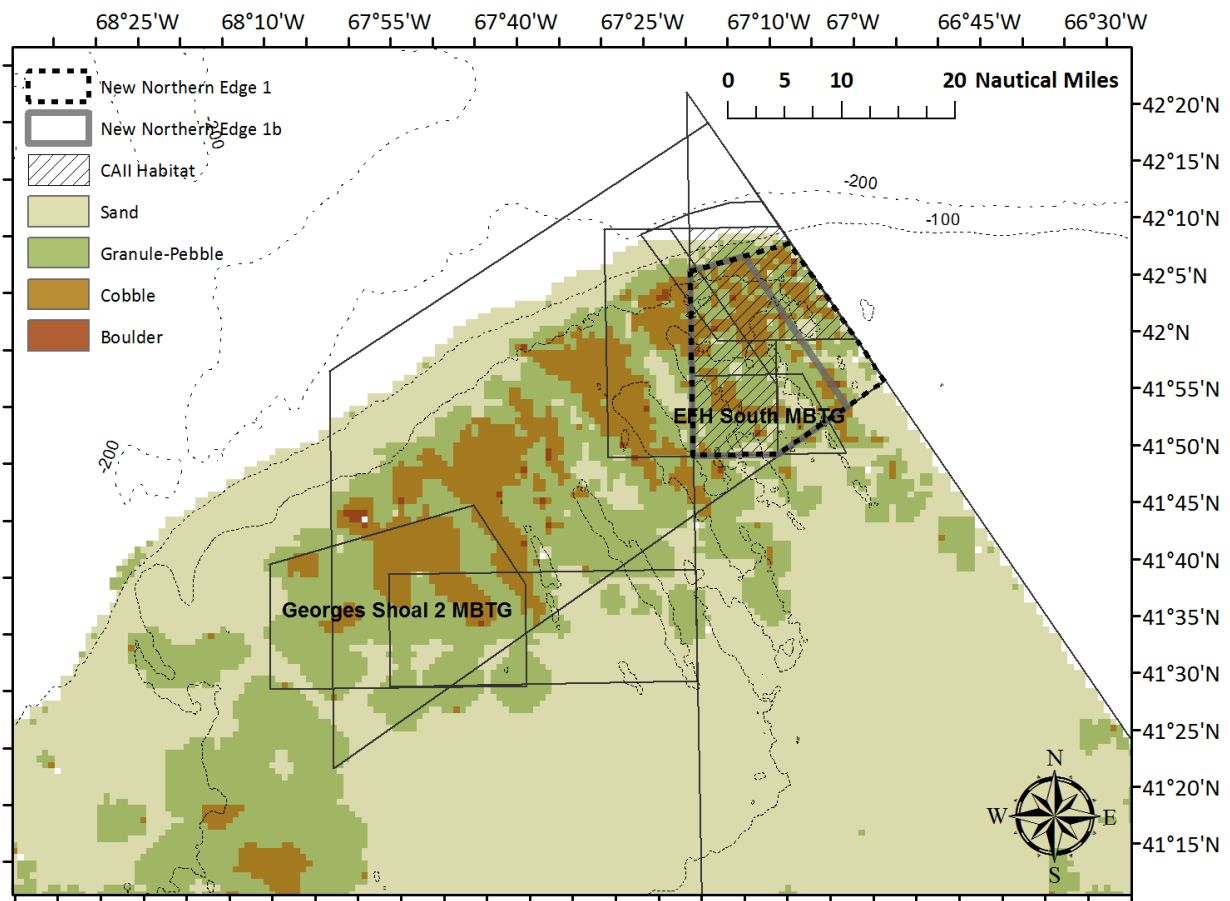 68°25'W 68°10'W 67°55'W 67°40'W 67°25'W 67°10'W 67°W 66°45'W 66°30'W
New Northern Edge 1
New Northern Edge 1b
CAII Habitat
Sand
Granule-Pebble
Cobble
Boulder
0 5 10 20 Nautical Miles
-200
-200
-200
-100
EFH South MBTG
Georges Shoal 2 MBTG
42°20'N
42°15'N
42°10'N
42°5'N
42°N
41°55'N
41°50'N
41°45'N
41°40'N
41°35'N
41°30'N
41°25'N
41°20'N
41°15'N
N
W E
S